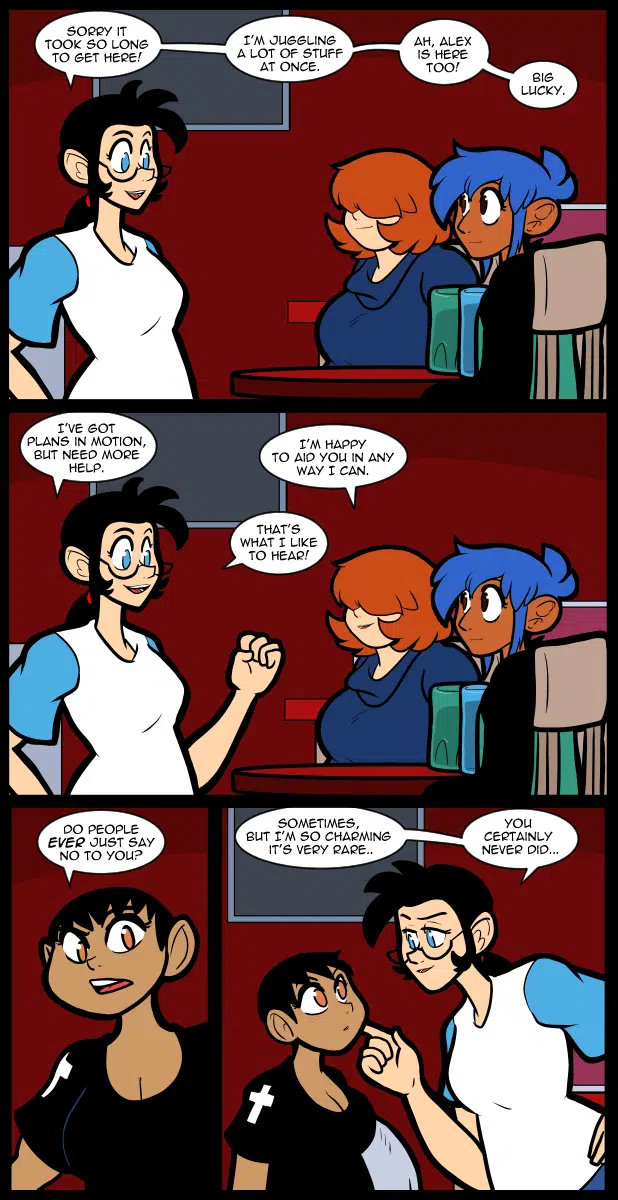 SORRY IT
TOOK SO LONG
TO GET HERE!
I'M JUGGLING
A LOT OF STUFF
AT ONCE.
AH, ALEX
IS HERE
TOO!
BIG
LUCKY.
I'VE GOT
PLANS IN MOTION,
BUT NEED MORE
HELP.
I'M HAPPY
TO AID YOU IN ANY
WAY I CAN.
THAT'S
WHAT I LIKE
TO HEAR!
DO PEOPLE
EVER JUST SAY
NO TO YOU?
SOMETIMES,
BUT I'M SO CHARMING
IT'S VERY RARE..
YOU
CERTAINLY
NEVER DID...